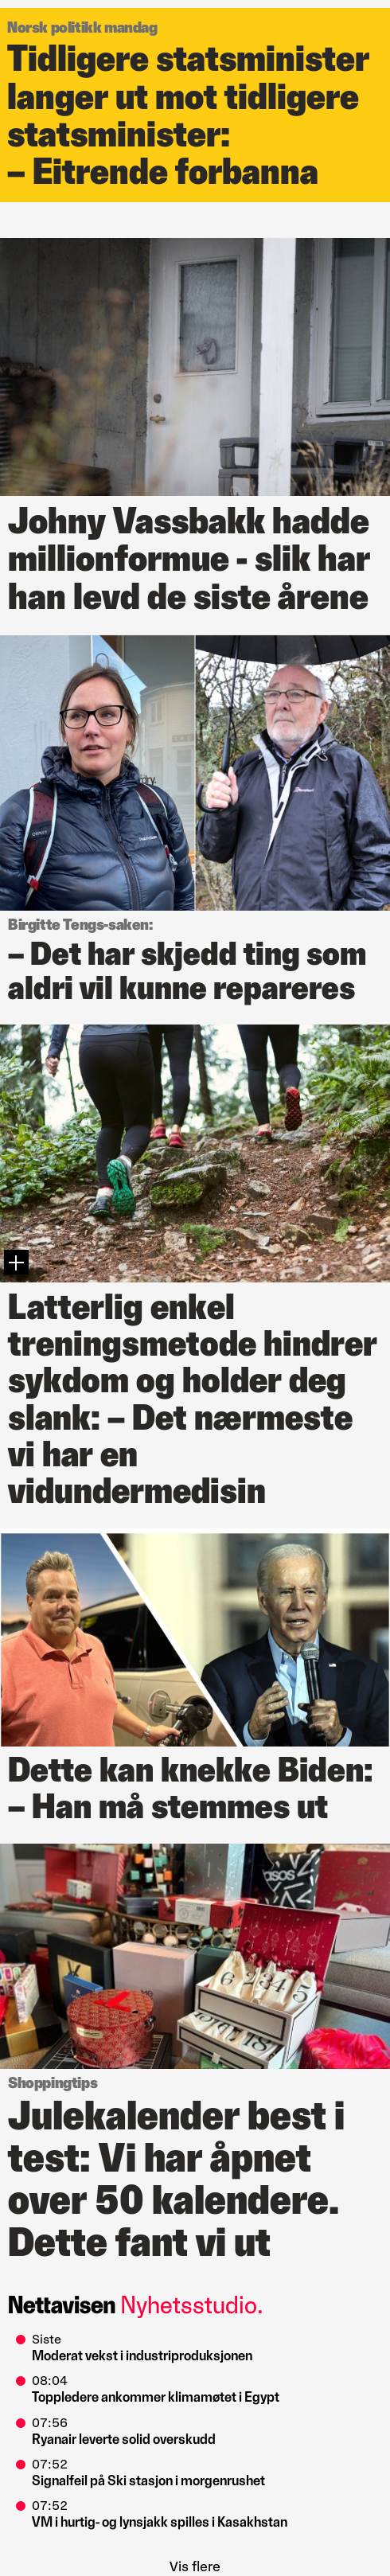 Norsk politikk mandag
Tidligere statsminister
langer ut mot tidligere
statsminister:
– Eitrende forbanna
Johny Vassbakk hadde
millionformue - slik har
han levd de siste årene
Birgitte Tengs-saken:
– Det har skjedd ting som
aldri vil kunne repareres
Latterlig enkel
treningsmetode hindrer
sykdom og holder deg
slank: – Det nærmeste
vi har en
vidundermedisin
Dette kan knekke Biden:
– Han må stemmes ut
asos
Shoppingtips
Julekalender best i
test: Vi har åpnet
over 50 kalendere.
Dette fant vi ut
Nettavisen Nyhetsstudio.
Siste
Moderat vekst i industriproduksjonen
08:04
Toppledere ankommer klimamøtet i Egypt
07:56
Ryanair leverte solid overskudd
07:52
Signalfeil på Ski stasjon i morgenrushet
07:52
VM i hurtig- og lynsjakk spilles i Kasakhstan
Vis flere